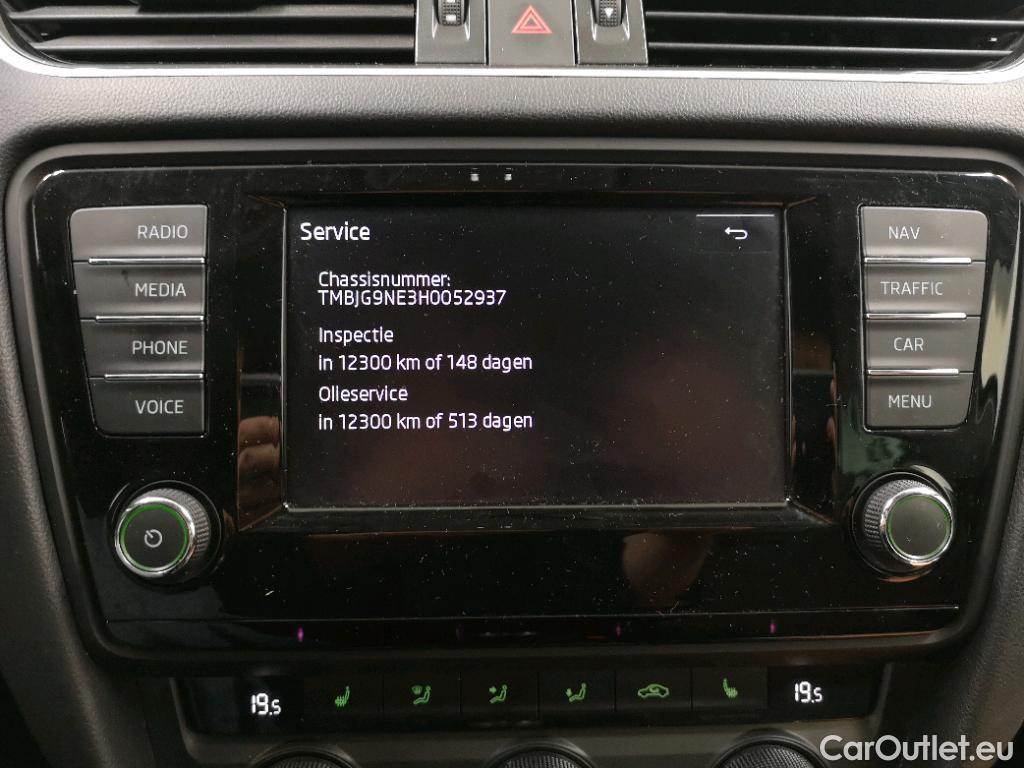 RADIO
MEDIA
PHONE
VOICE
Service
Chassisnummer:
TMBJG9NE3H0052937
Inspectie
in 12300 km of 148 dagen
Olieservice
in 12300 km of 513 dagen
NAV
TRAFFIC
CAR
MENU
19.5
19.5
CarOutlet.eu